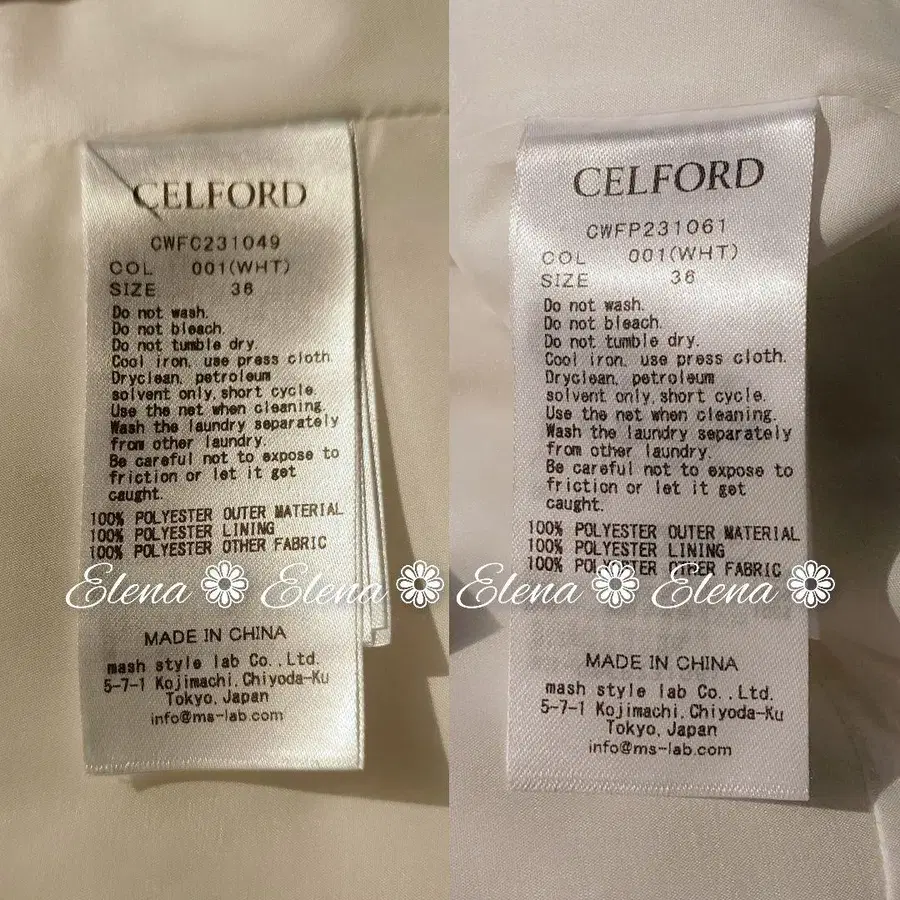 CELFORD
CWFC231049
COL 001(WHT)
SIZE 36
Do not wash.
Do not bleach.
Do not tumble dry.
Cool iron, use press cloth.
Dryclean, petroleum
solvent only,short cycle.
Use the net when cleaning.
Wash the laundry separately
from other laundry.
Be careful not to expose to
friction or let it get
caught.
100% POLYESTER OUTER MATERIAL
100% POLYESTER LINING
100% POLYESTER OTHER FABRIC
MADE IN CHINA
mash style lab Co.,Ltd.
5-7-1 Kojimachi,Chiyoda-Ku
Tokyo,Japan
info@ms-lab.com
CELFORD
CWFP231061
COL 001(WHT)
SIZE 36
Do not wash.
Do not bleach.
Do not tumble dry.
Cool iron, use press cloth.
Dryclean, petroleum
solvent only,short cycle.
Use the net when cleaning.
Wash the laundry separately
from other laundry.
Be careful not to expose to
friction or let it get
caught.
100% POLYESTER OUTER MATERIAL
100% POLYESTER LINING
100% POLYESTER OTHER FABRIC
MADE IN CHINA
mash style lab Co.,Ltd.
5-7-1 Kojimachi,Chiyoda-Ku
Tokyo,Japan
info@ms-lab.com
Elena Elena Elena Elena